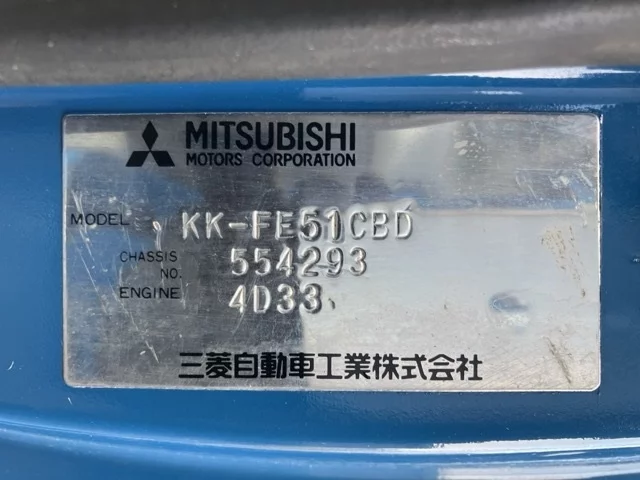 MITSUBISHI
MOTORS CORPORATION
MODEL KK-FE51CBD
CHASSIS NO. 554293
ENGINE 4D33
三菱自動車工業株式会社